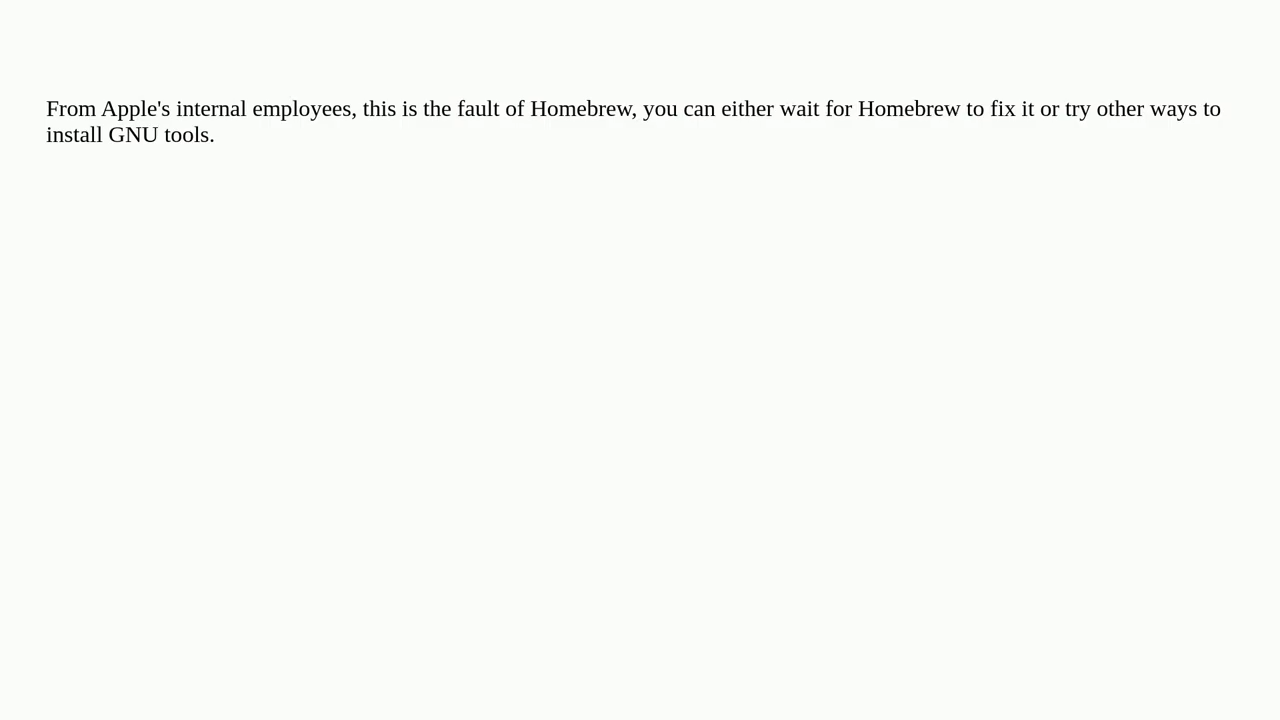 From Apple's internal employees, this is the fault of Homebrew, you can either wait for Homebrew to fix it or try other ways to
install GNU tools.